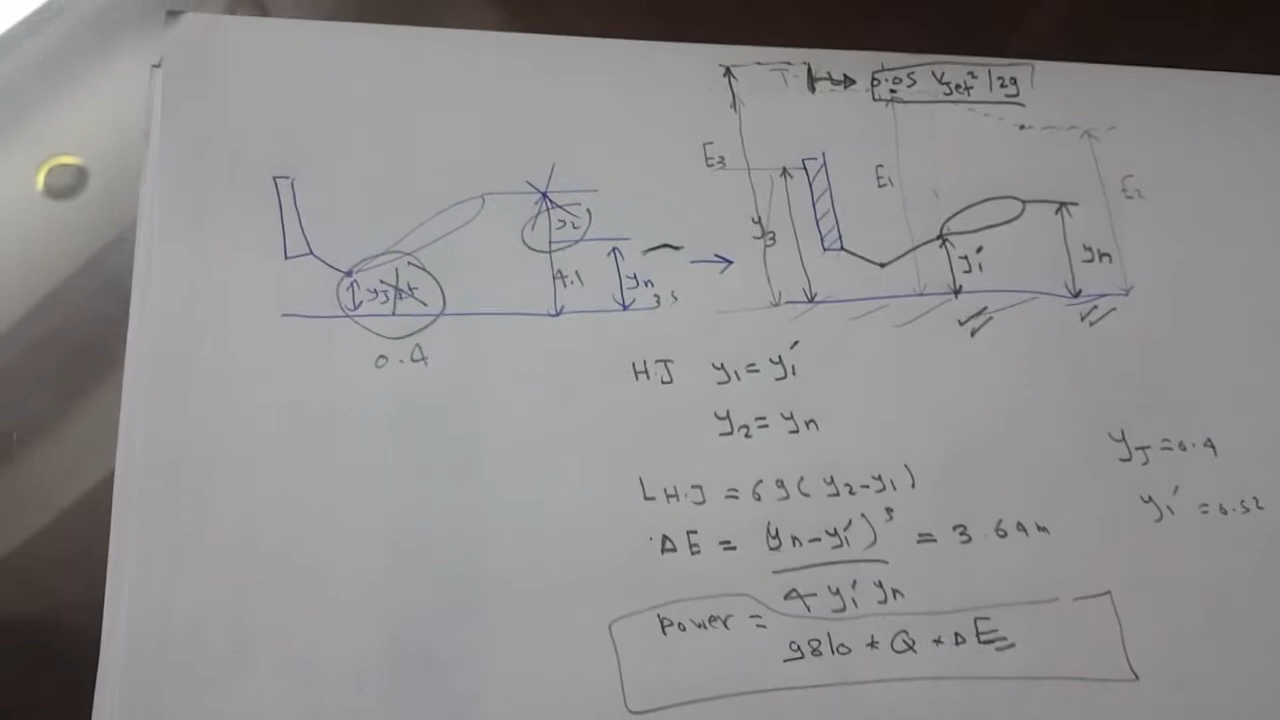 0.05 Vjet² / 2g
E3
E1
E2
y2
4.1
yn
y3
y1'
yn
0.4
H.J y1 = y1'
y2 = yn
yJ = 0.4
LH.J = 69 ( y2 - y1 )
y1' = 0.52
ΔE = (yn - y1')³ / 4 y1' yn = 3.64 m
Power = 9810 * Q * ΔE